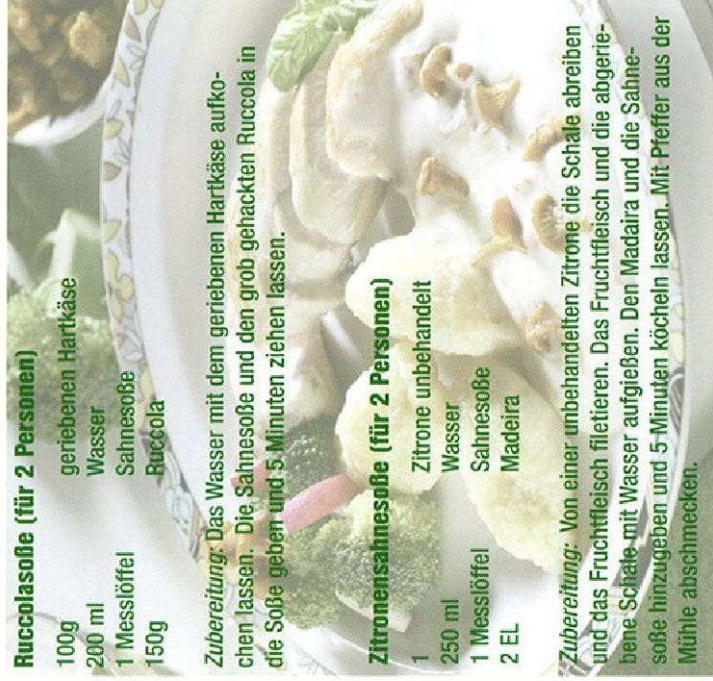 Ruccolasoße (für 2 Personen)
100g geriebenen Hartkäse
200 ml Wasser
1 Messlöffel Sahnesoße
150g Ruccola
Zubereitung: Das Wasser mit dem geriebenen Hartkäse aufko-
chen lassen. Die Sahnesoße und den grob gehackten Ruccola in
die Soße geben und 5 Minuten ziehen lassen.
Zitronensahnesoße (für 2 Personen)
1 Zitrone unbehandelt
250 ml Wasser
1 Messlöffel Sahnesoße
2 EL Madeira
Zubereitung: Von einer unbehandelten Zitrone die Schale abreiben
und das Fruchtfleisch filetieren. Das Fruchtfleisch und die abgerie-
bene Schale mit Wasser aufgießen. Den Madaira und die Sahne-
soße hinzugeben und 5 Minuten köcheln lassen. Mit Pfeffer aus der
Mühle abschmecken.